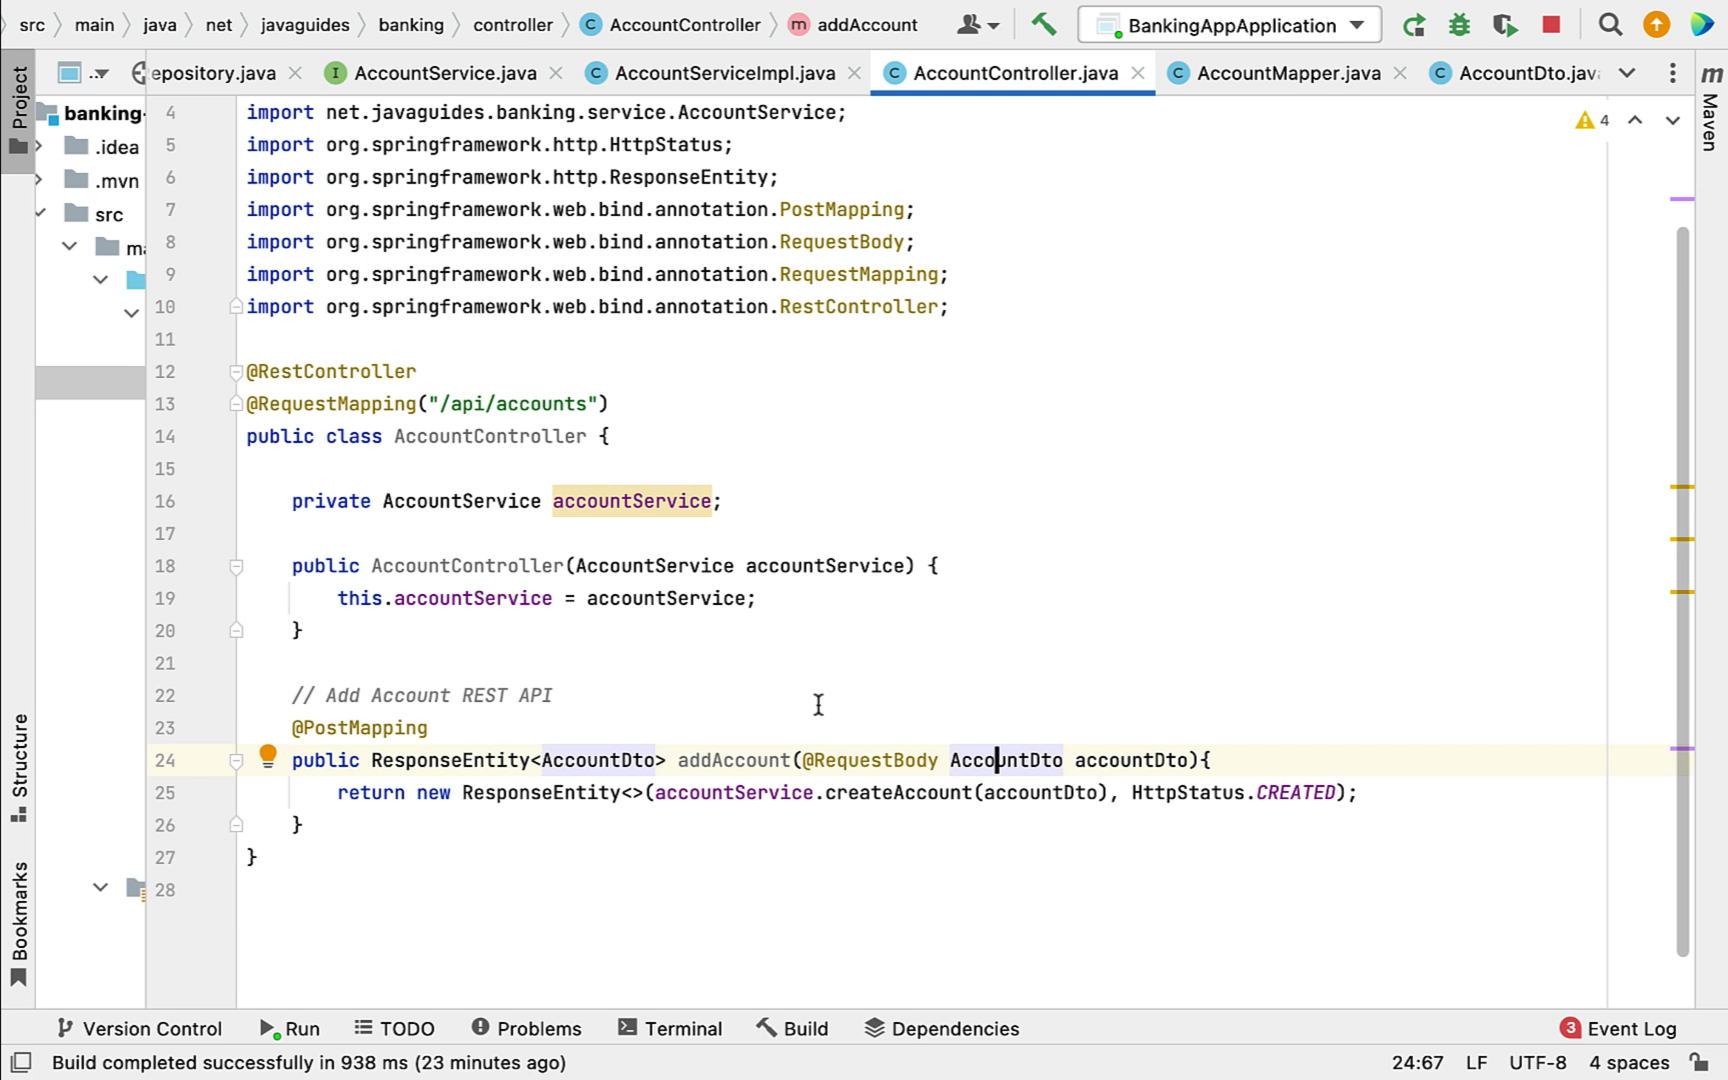 src main java net javaguides banking controller AccountController addAccount BankingAppApplication
Project epository.java AccountService.java AccountServiceImpl.java AccountController.java AccountMapper.java AccountDto.jav Maven
banking-
.idea
.mvn
src
ma
4 import net.javaguides.banking.service.AccountService; 4
5 import org.springframework.http.HttpStatus;
6 import org.springframework.http.ResponseEntity;
7 import org.springframework.web.bind.annotation.PostMapping;
8 import org.springframework.web.bind.annotation.RequestBody;
9 import org.springframework.web.bind.annotation.RequestMapping;
10 import org.springframework.web.bind.annotation.RestController;
11
12 @RestController
13 @RequestMapping("/api/accounts")
14 public class AccountController {
15
16 private AccountService accountService;
17
18 public AccountController(AccountService accountService) {
19 this.accountService = accountService;
20 }
21
22 // Add Account REST API
23 @PostMapping
24 public ResponseEntity<AccountDto> addAccount(@RequestBody AccountDto accountDto){
25 return new ResponseEntity<>(accountService.createAccount(accountDto), HttpStatus.CREATED);
26 }
27 }
28
Structure
Bookmarks
Version Control Run TODO Problems Terminal Build Dependencies 3 Event Log
Build completed successfully in 938 ms (23 minutes ago) 24:67 LF UTF-8 4 spaces